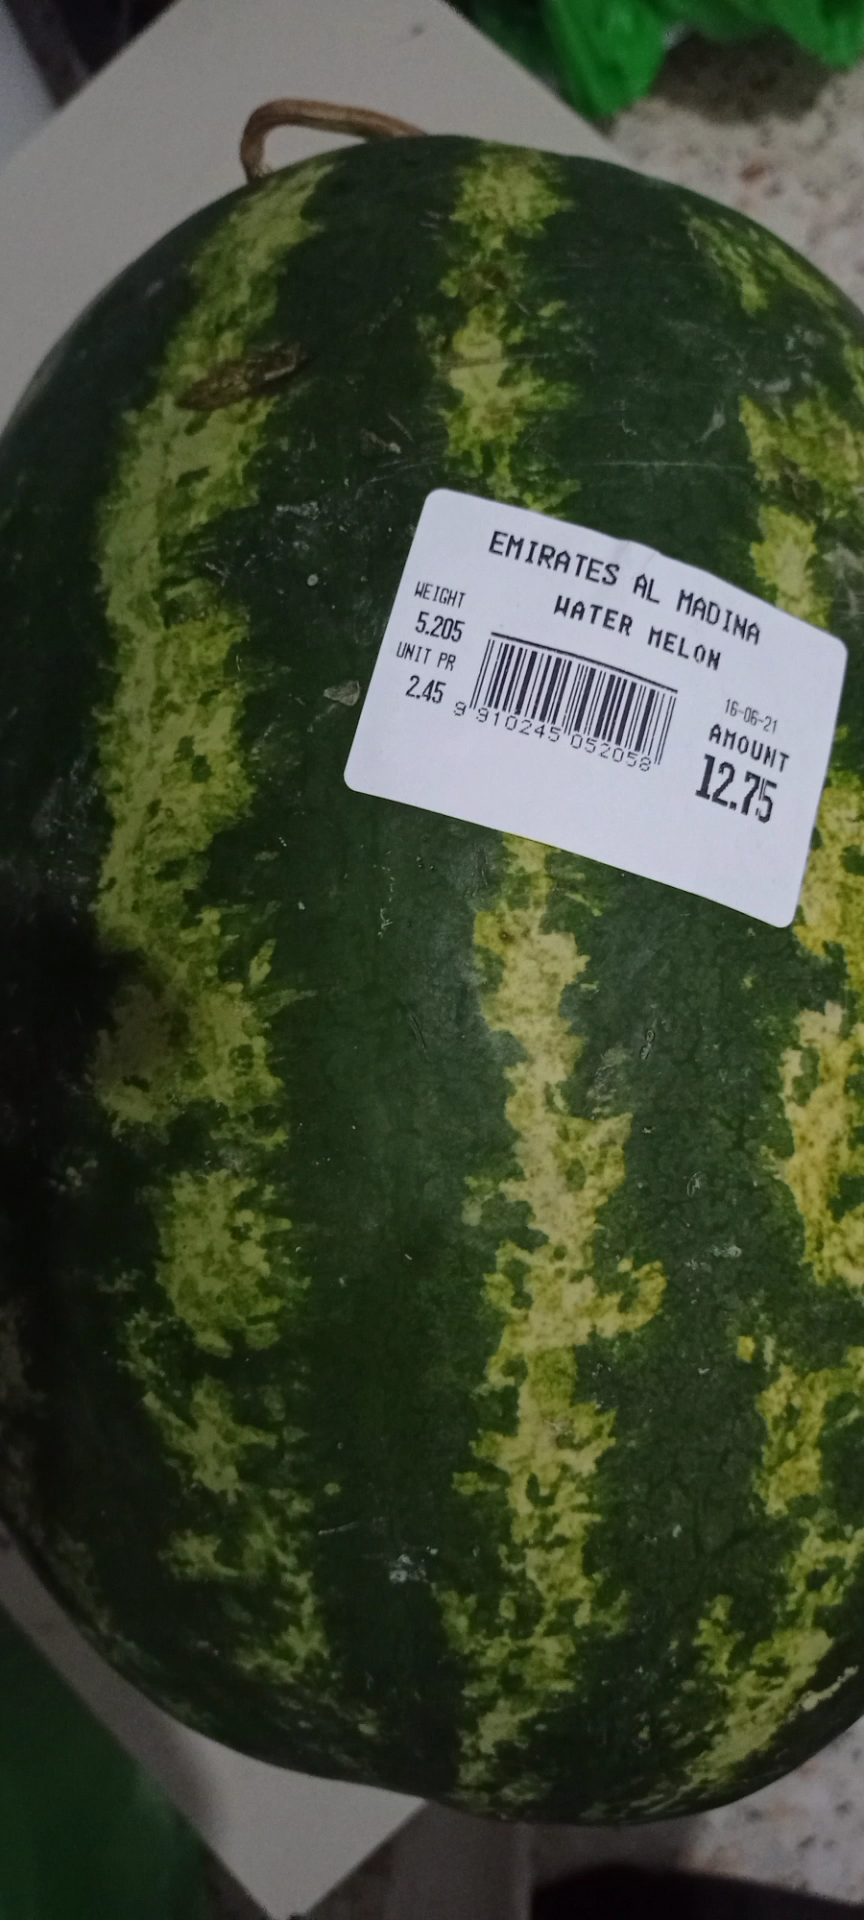 EMIRATES AL MADINA
WATER MELON
WEIGHT
5.205
UNIT PR
2.45
9 910245 052058
16-06-21
AMOUNT
12.75